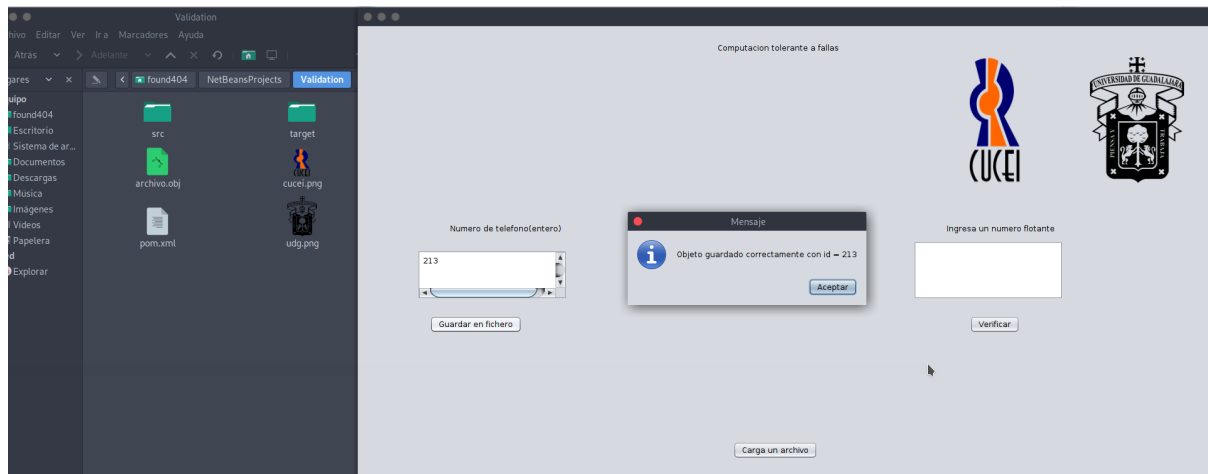 Validation
hivo Editar Ver Ir a Marcadores Ayuda
Atrás Adelante
gares found404 NetBeansProjects Validation
uipo
found404
Escritorio
Sistema de ar...
Documentos
Descargas
Música
Imágenes
Vídeos
Papelera
d
Explorar
src
target
archivo.obj
cucei.png
pom.xml
udg.png
Computacion tolerante a fallas
CUCEI
UNIVERSIDAD DE GUADALAJARA
PIENSA Y
TRABAJA
Numero de telefono(entero)
213
Guardar en fichero
Mensaje
Objeto guardado correctamente con id = 213
Aceptar
Ingresa un numero flotante
Verificar
Carga un archivo